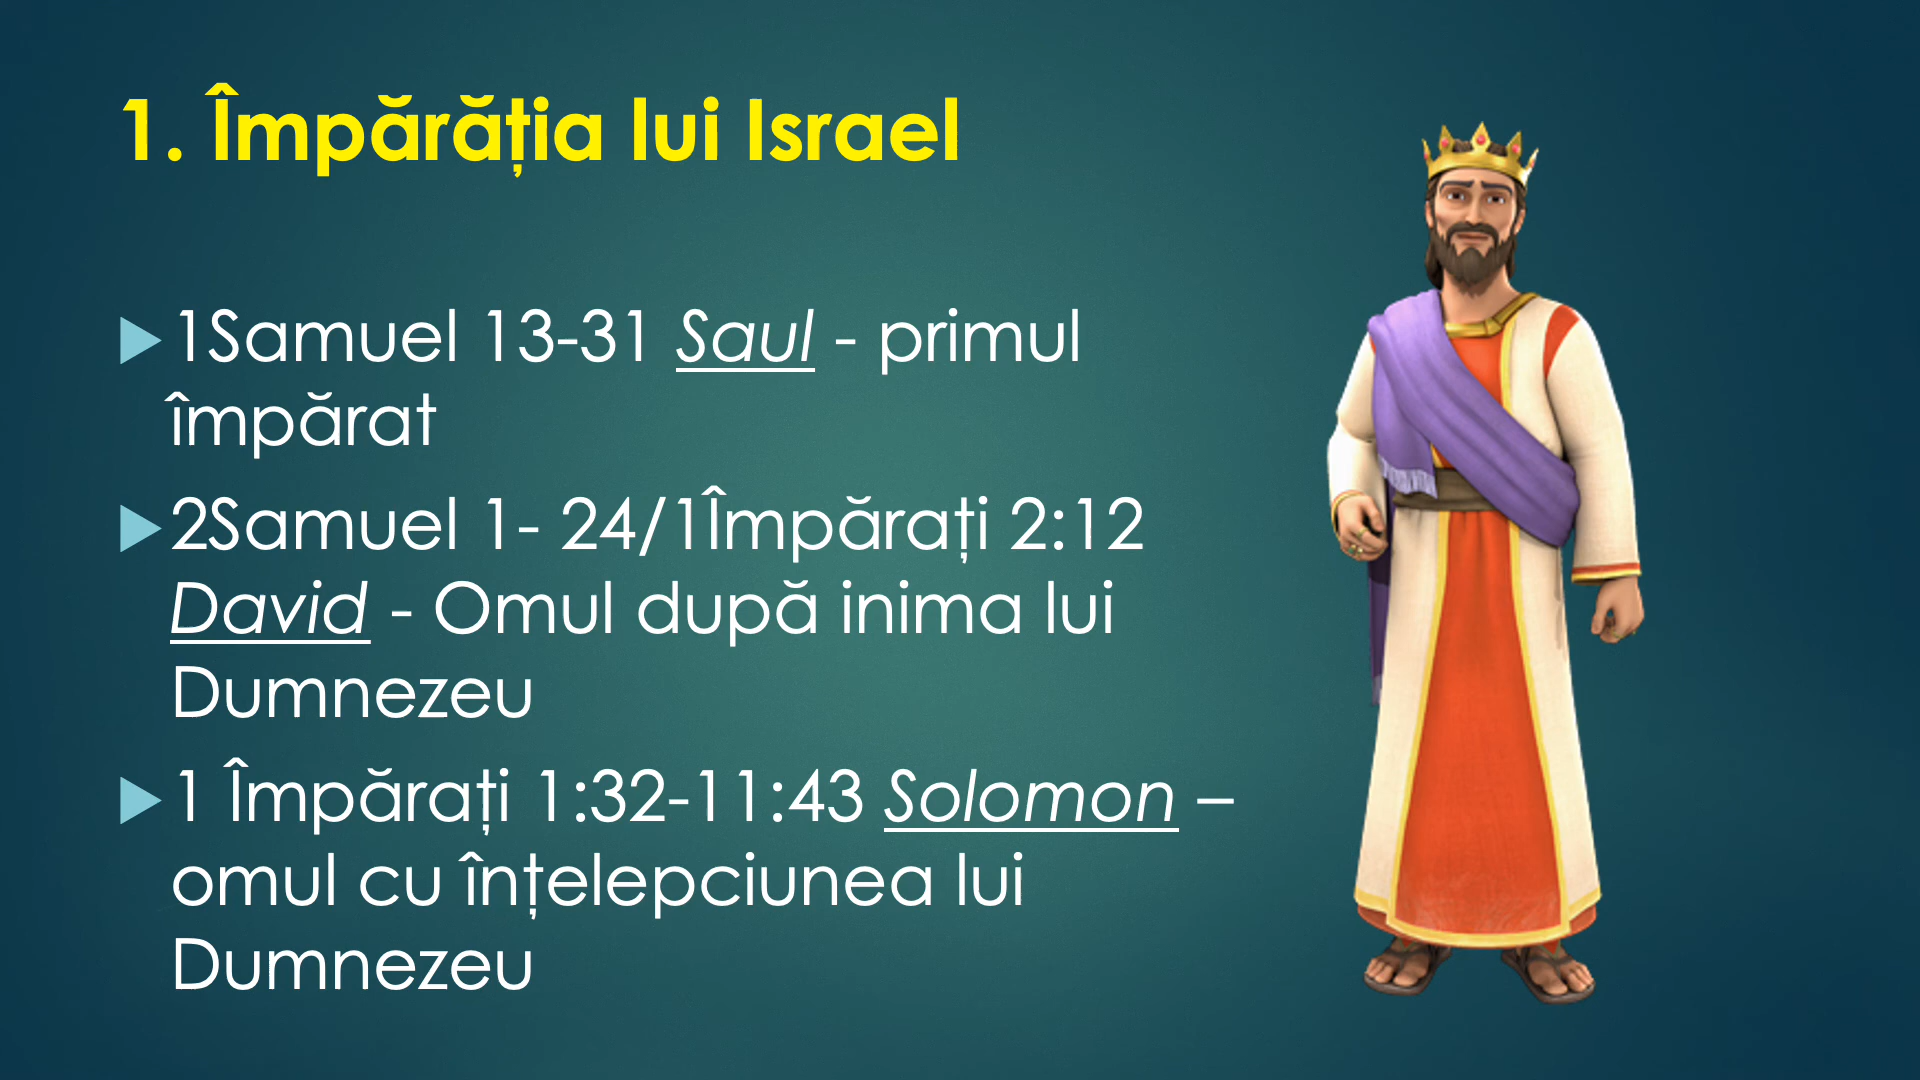 1. Împărăția lui Israel
1Samuel 13-31 Saul - primul
împărat
2Samuel 1- 24/1Împărați 2:12
David - Omul după inima lui
Dumnezeu
1 Împărați 1:32-11:43 Solomon –
omul cu înțelepciunea lui
Dumnezeu